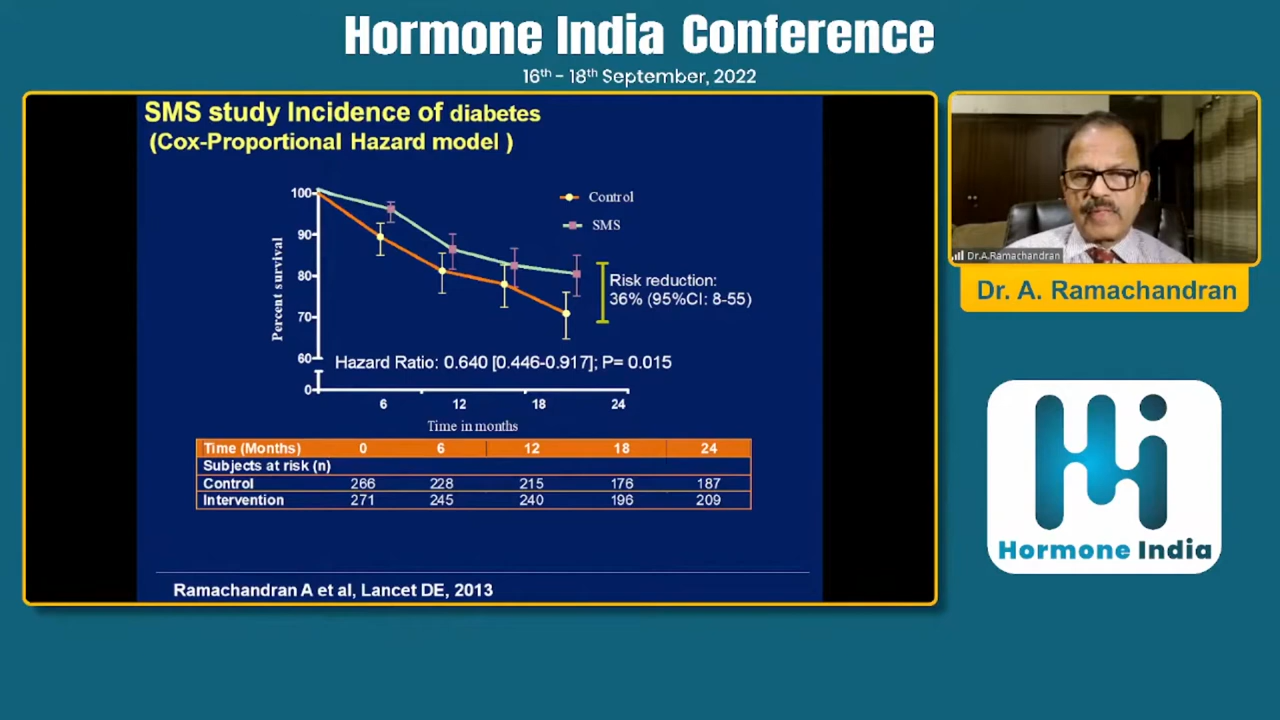 Hormone India Conference
16th - 18th September, 2022
SMS study Incidence of diabetes
(Cox-Proportional Hazard model )
100
90
80
70
60
0
Percent survival
Control
SMS
Risk reduction:
36% (95%CI: 8-55)
Hazard Ratio: 0.640 [0.446-0.917]; P= 0.015
6 12 18 24
Time in months
Time (Months) 0 6 12 18 24
Subjects at risk (n)
Control 266 228 215 176 187
Intervention 271 245 240 196 209
Ramachandran A et al, Lancet DE, 2013
Dr.A.Ramachandran
Dr. A. Ramachandran
Hormone India